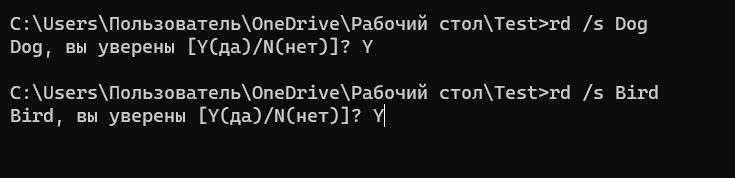 C:\Users\Пользователь\OneDrive\Рабочий стол\Test>rd /s Dog
Dog, вы уверены [Y(да)/N(нет)]? Y
C:\Users\Пользователь\OneDrive\Рабочий стол\Test>rd /s Bird
Bird, вы уверены [Y(да)/N(нет)]? Y